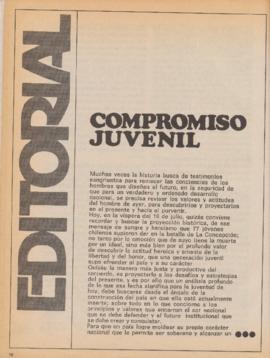 EDITORIAL
COMPROMISO
JUVENIL
Muchas veces la historia busca de testimonios
sangrientos para remecer las conciencias de los
hombres que diseñan el futuro, en la seguridad de
que para un verdadero y ordenado desarrollo
nacional, se precisa revisar los valores y actitudes
del hombre de ayer, para descubrirlos y proyectarlos
en el presente y hacia el porvenir.
Hoy, en la víspera del 10 de julio, quizás convíene
recordar y buscar la proyección histórica, de ese
mensaje de sangre y heroísmo que 77 jóvenes
chilenos supieron dar en la batalla de La Concepción;
no tanto por la emoción que de suyo tiene la muerte
por un ideal, sino más bien por el profundo valor
de descubrir la actitud heroica y amante de la
libertad y del honor, que una generación juvenil
supo ofrendar al país y a su carácter.
Quizás la manera más justa y productiva del
recuerdo, es proyectarlo a los desafíos y estrategias
del presente, y es por ello que un análisis profundo
de lo que esa fecha significa para la juventud de
hoy, debe buscarse desde el ángulo de la
construcción del país en que ella está actualmente
inserta; sobre todo en lo que concierne a los
principios y valores que enmarcan el ser nacional
que se debe defender y el futuro institucional que
se debe crear y conquistar.
Para que un país logre moldear su propio carácter
nacional que le permita ser soberano y alcanzar un